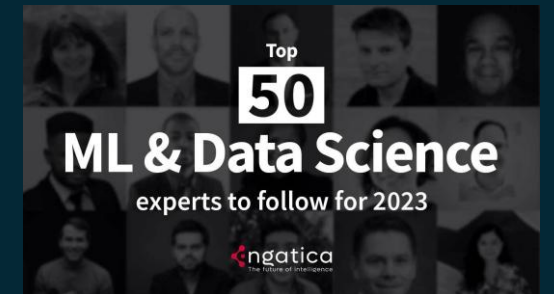 Top
50
ML & Data Science
experts to follow for 2023
engatica
The future of intelligence